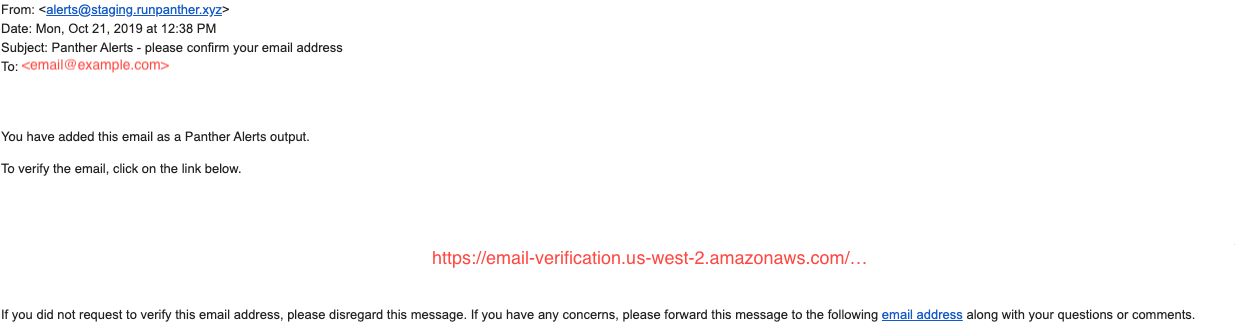 From: <alerts@staging.runpanther.xyz>
Date: Mon, Oct 21, 2019 at 12:38 PM
Subject: Panther Alerts - please confirm your email address
To: <email@example.com>
You have added this email as a Panther Alerts output.
To verify the email, click on the link below.
https://email-verification.us-west-2.amazonaws.com/…
If you did not request to verify this email address, please disregard this message. If you have any concerns, please forward this message to the following email address along with your questions or comments.